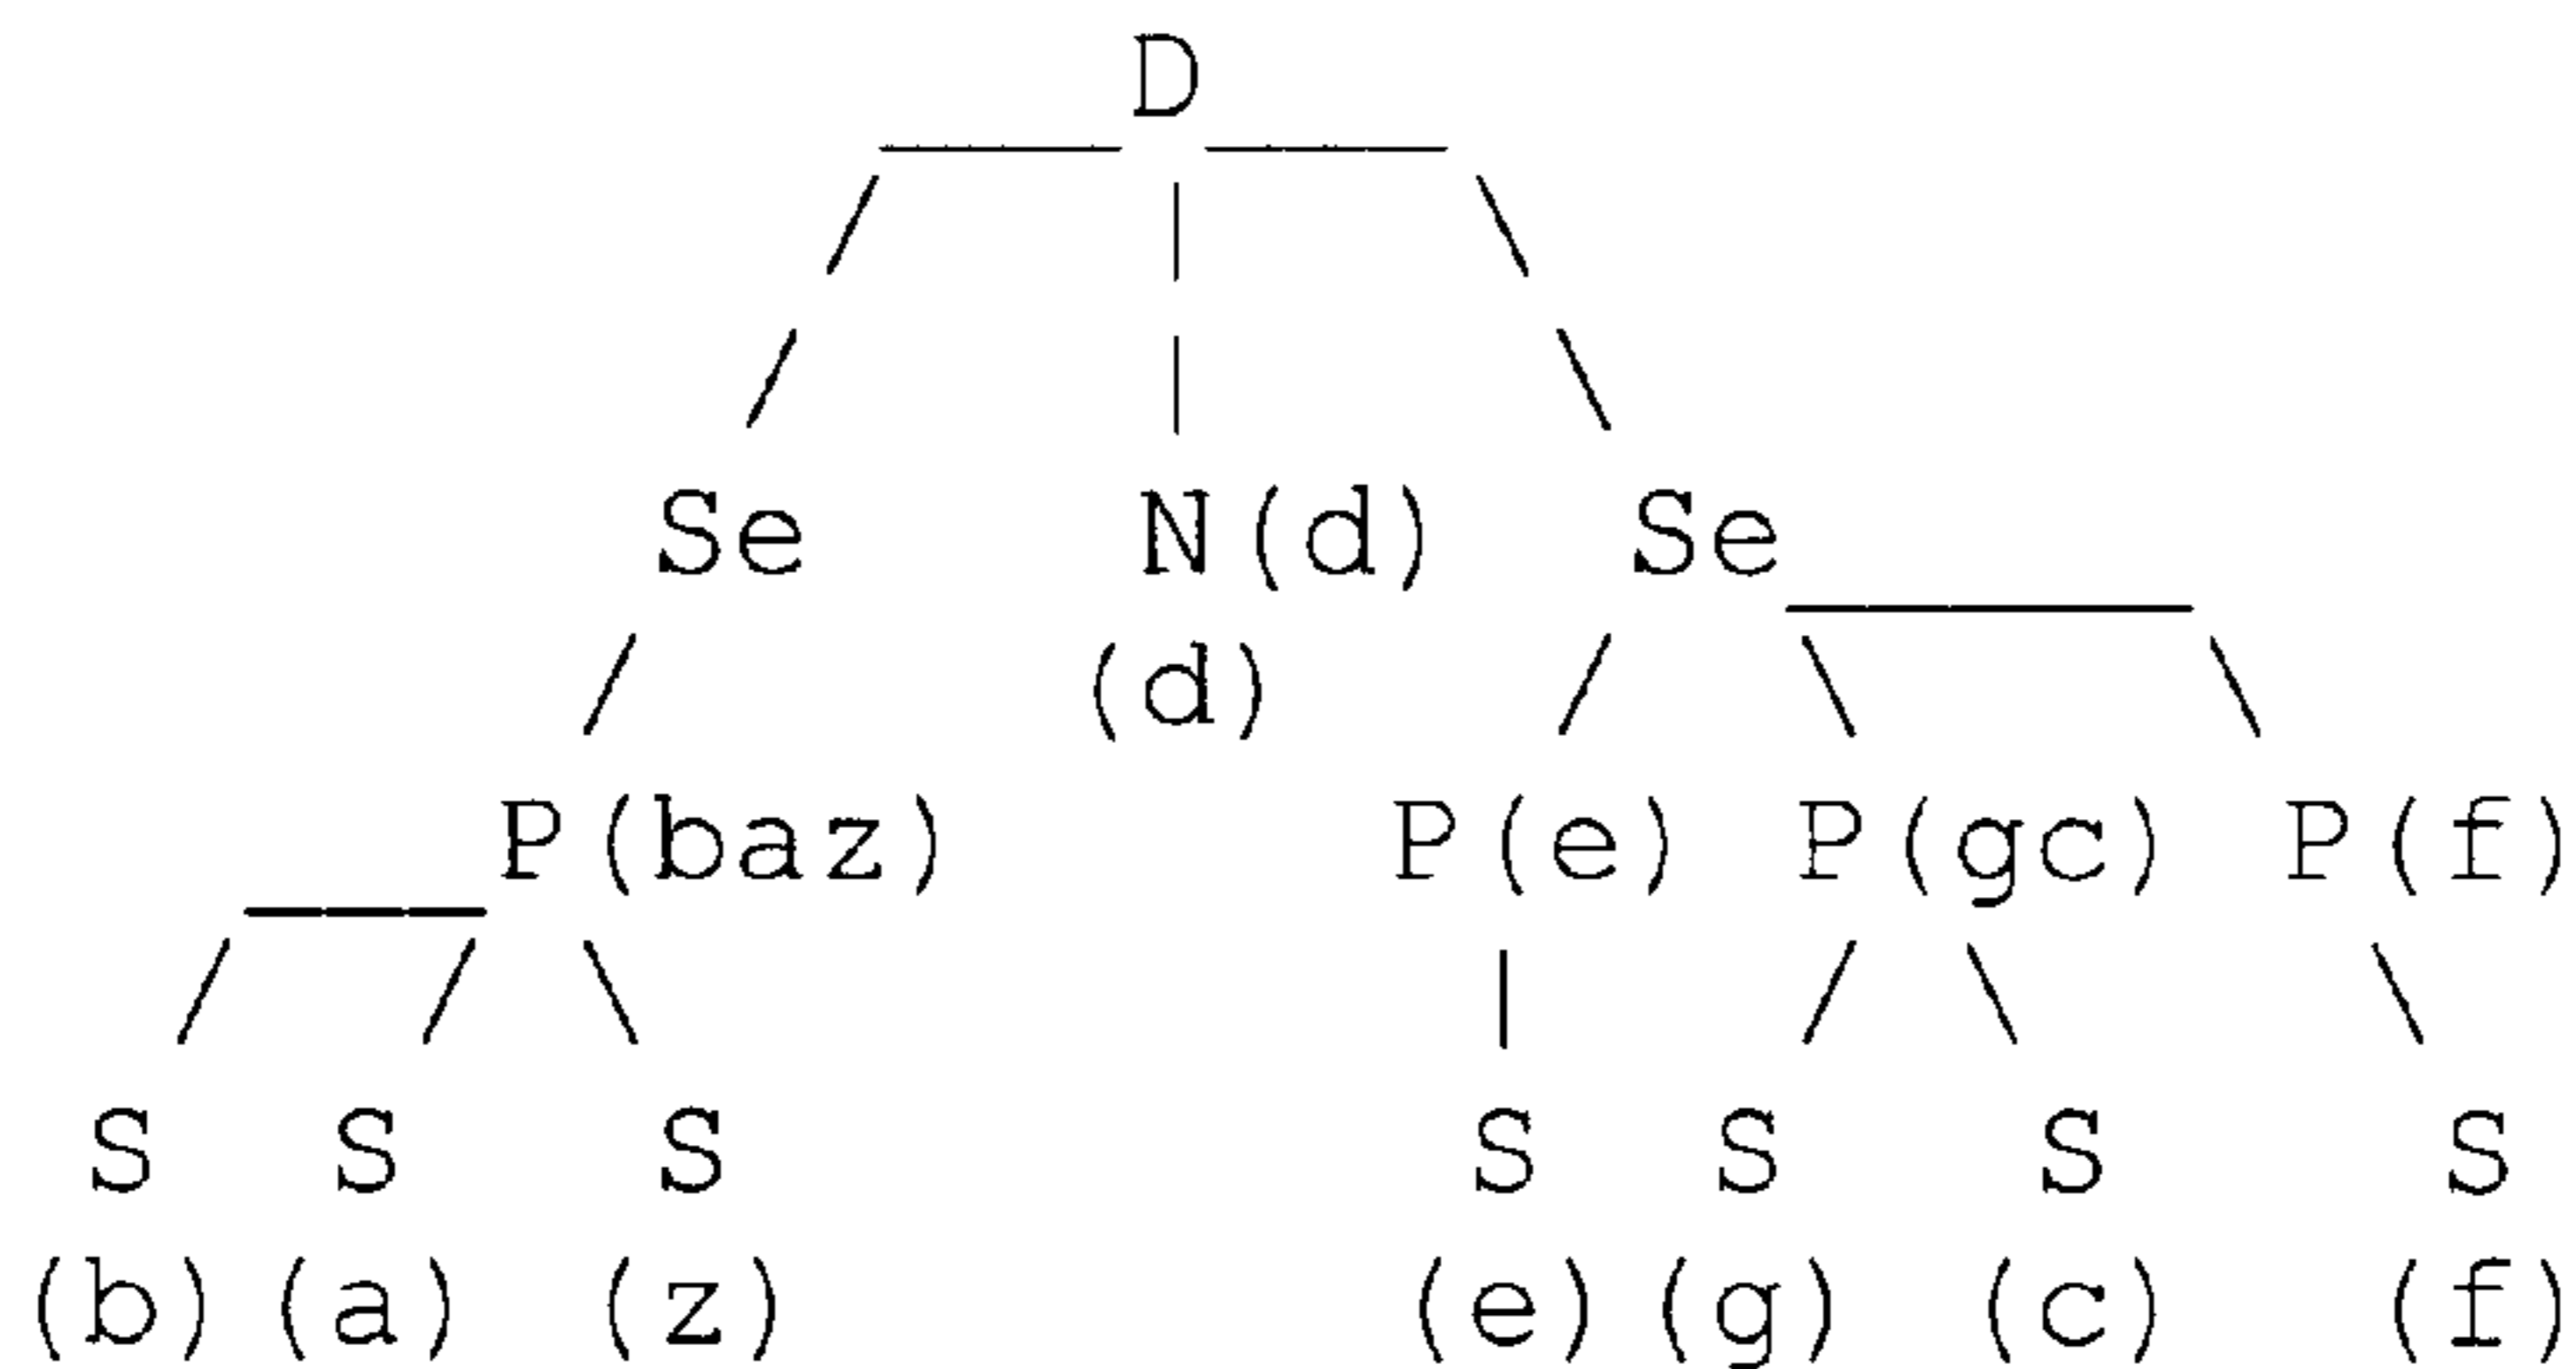 D
Se N(d) Se
(d)
P(baz) P(e) P(gc) P(f)
S S S S S S S
(b) (a) (z) (e) (g) (c) (f)